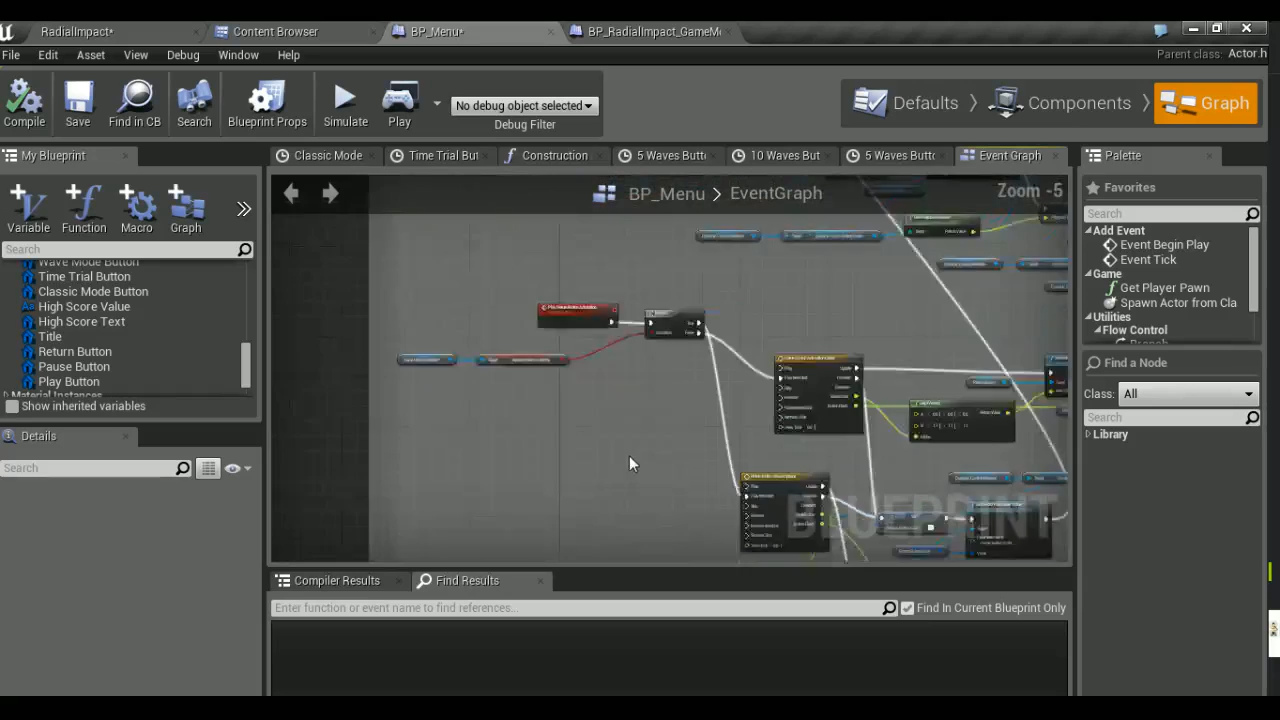 RadialImpact*
Content Browser
BP_Menu*
BP_RadialImpact_GameMo
File Edit Asset View Debug Window Help
Parent class: Actor.h
Compile
Save
Find in CB
Search
Blueprint Props
Simulate
Play
No debug object selected
Debug Filter
Defaults
Components
Graph
My Blueprint
Classic Mode
Time Trial But
Construction
5 Waves Butt
10 Waves But
5 Waves Butt
Event Graph
Palette
Variable
Function
Macro
Graph
Search
Wave Mode Button
Time Trial Button
Classic Mode Button
High Score Value
High Score Text
Title
Return Button
Pause Button
Play Button
Material Instances
Show inherited variables
Details
Search
BP_Menu > EventGraph
Zoom -5
BLUEPRINT
Favorites
Search
Add Event
Event Begin Play
Event Tick
Game
Get Player Pawn
Spawn Actor from Cla
Utilities
Flow Control
Branch
Find a Node
Class: All
Search
Library
Compiler Results
Find Results
Enter function or event name to find references...
Find In Current Blueprint Only